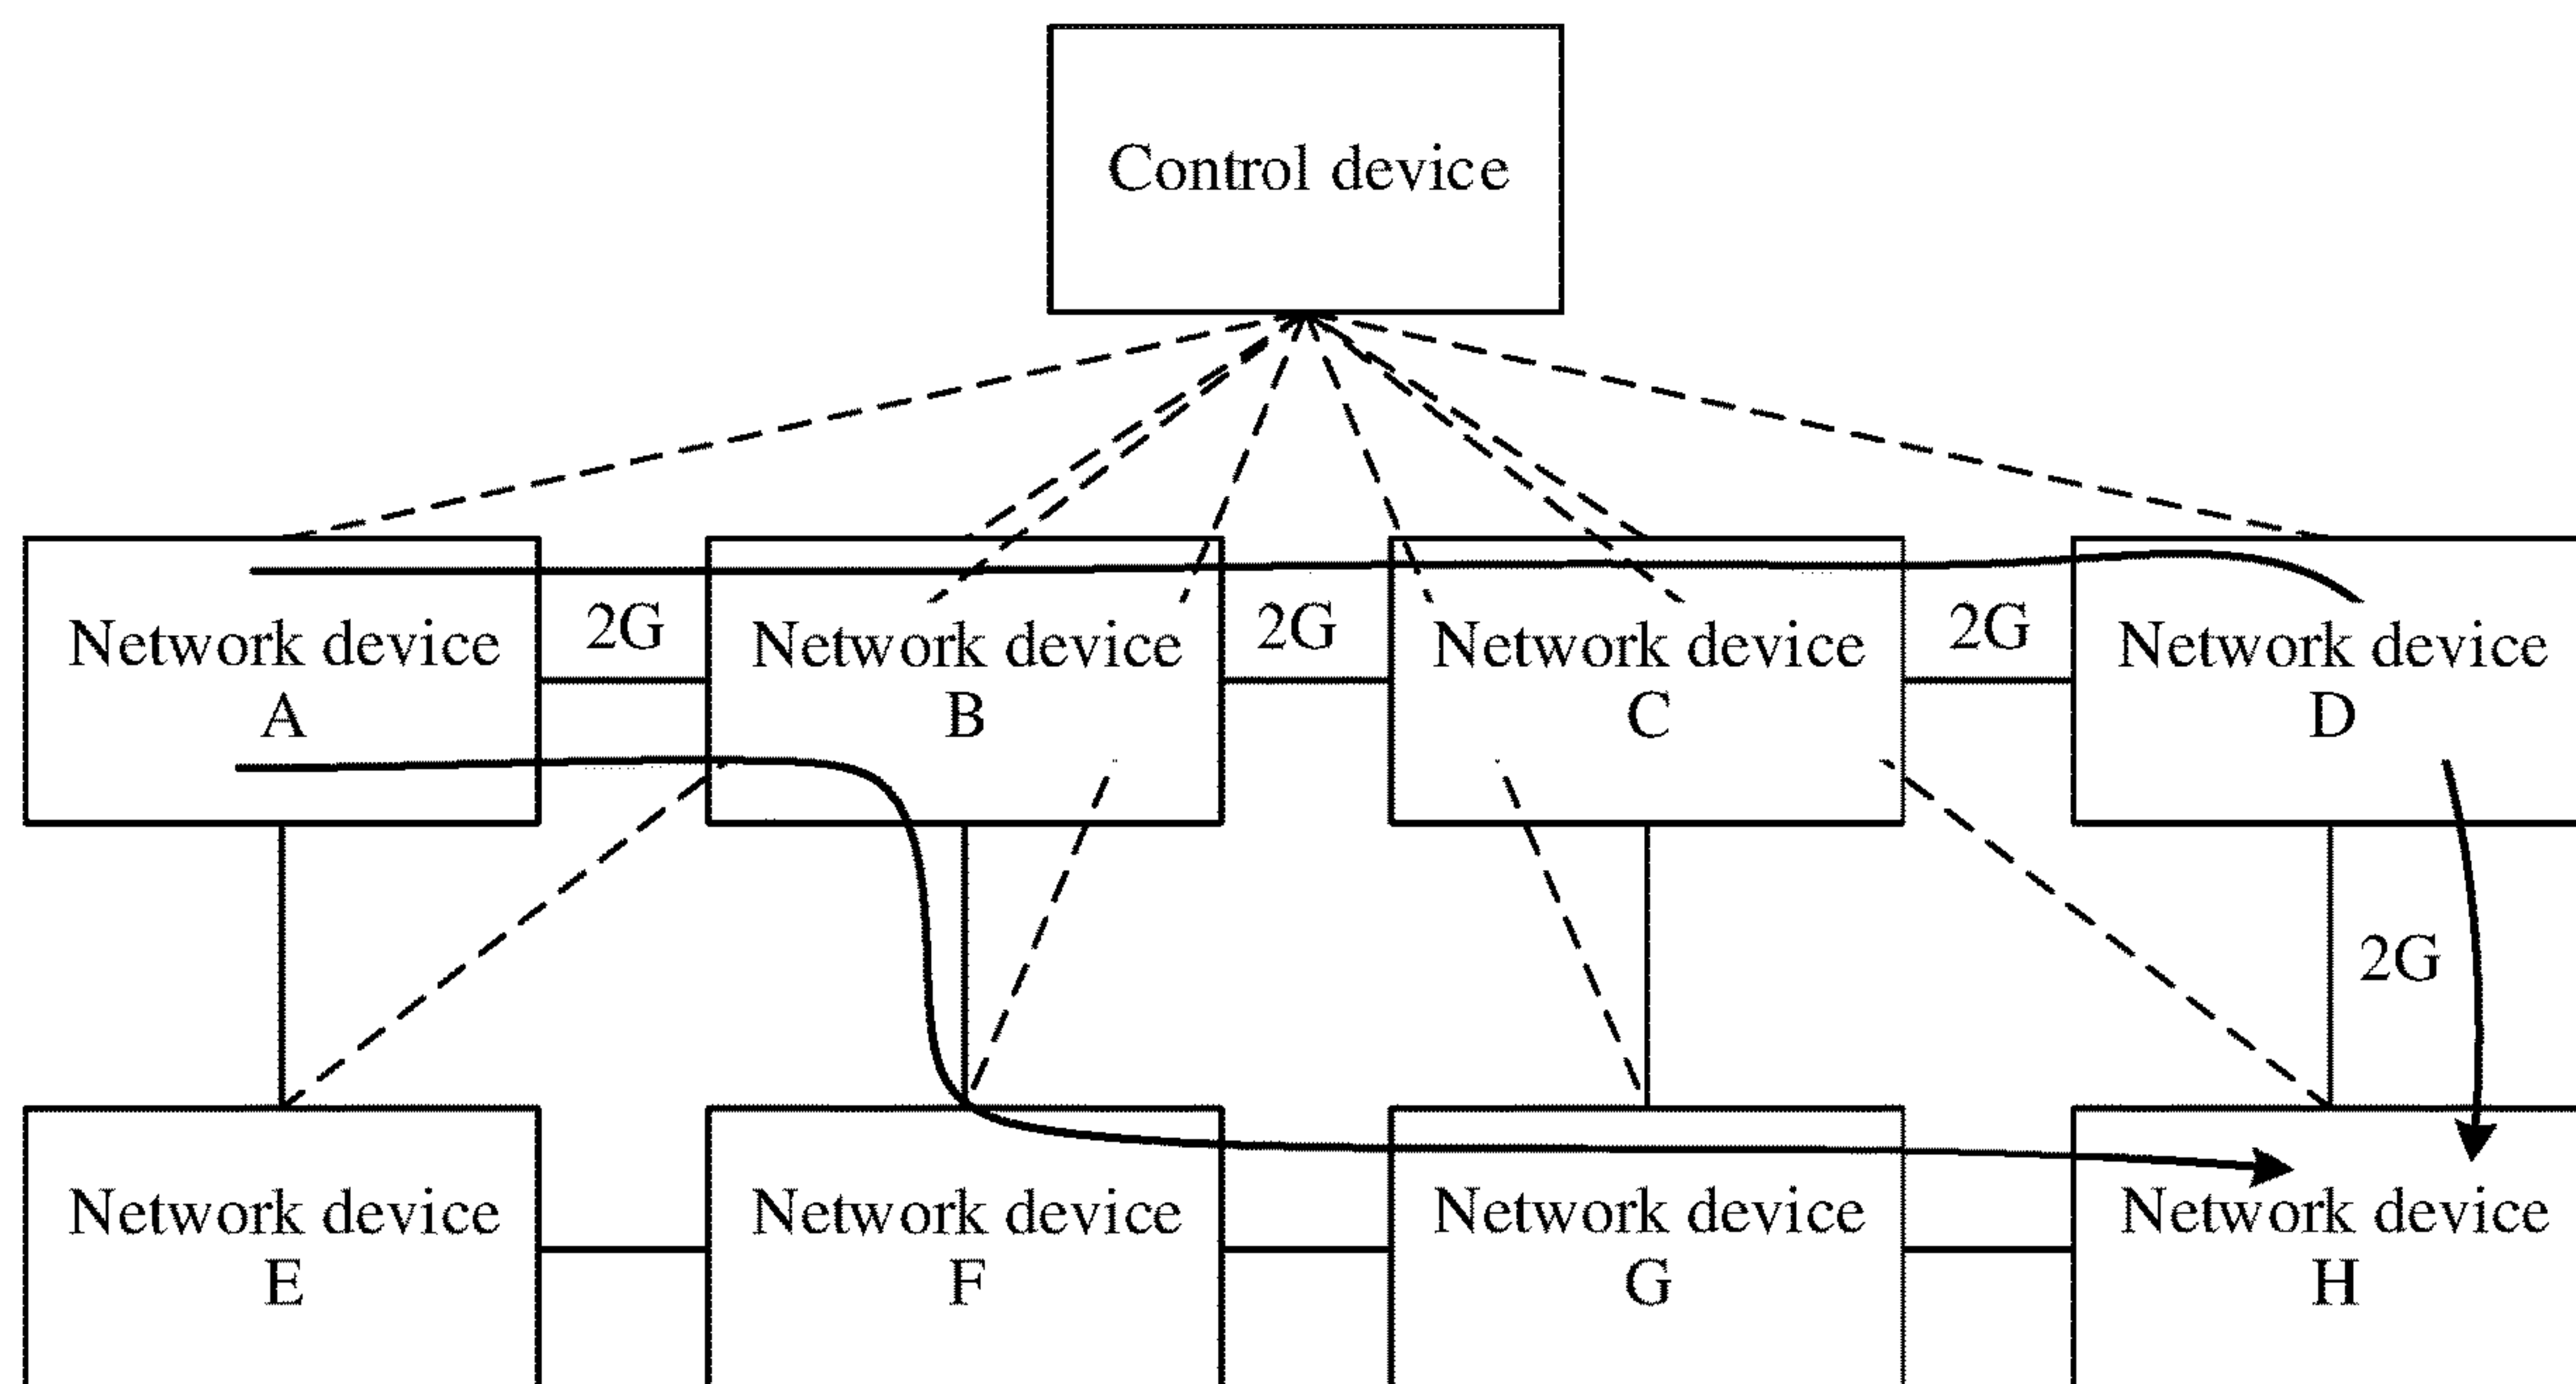 Control device
2G
2G
2G
Network device
A
Network device
B
Network device
C
Network device
D
2G
Network device
E
Network device
F
Network device
G
Network device
H